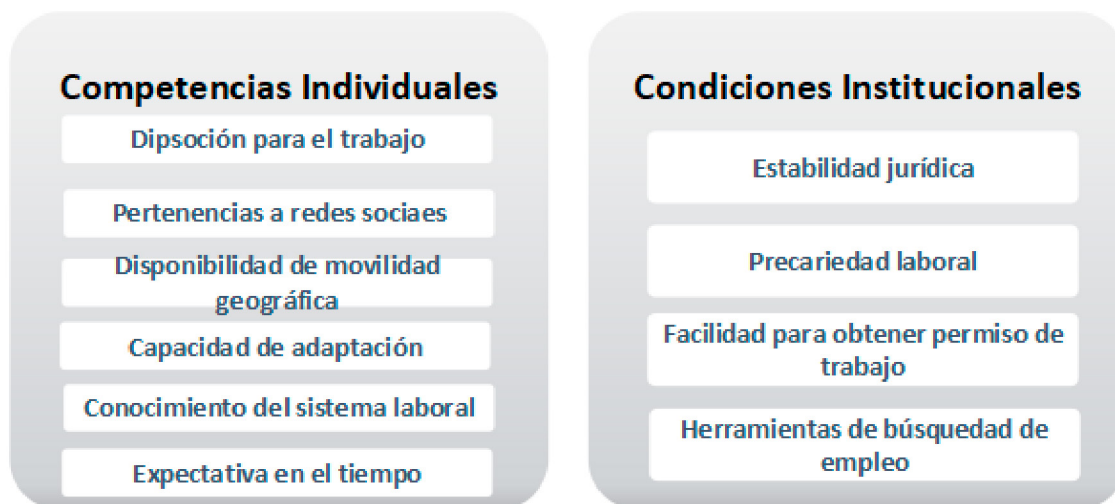 Competencias Individuales
Dipsoción para el trabajo
Pertenencias a redes sociaes
Disponibilidad de movilidad
geográfica
Capacidad de adaptación
Conocimiento del sistema laboral
Expectativa en el tiempo
Condiciones Institucionales
Estabilidad jurídica
Precariedad laboral
Facilidad para obtener permiso de
trabajo
Herramientas de búsquedad de
empleo